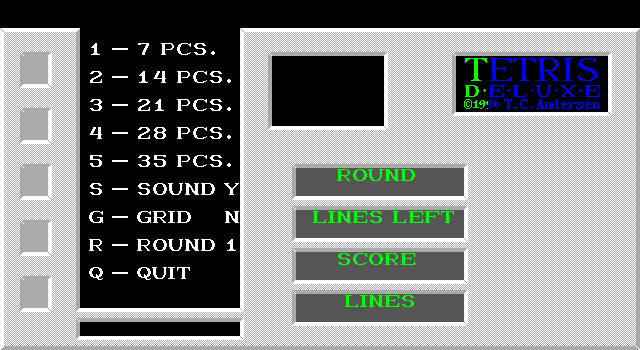 1 – 7 PCS.
2 – 14 PCS.
3 – 21 PCS.
4 – 28 PCS.
5 – 35 PCS.
S – SOUND Y
G – GRID N
R – ROUND 1
Q – QUIT
TETRIS
D·E·L·U·X·E
©1996 T.C. Andersen
ROUND
LINES LEFT
SCORE
LINES